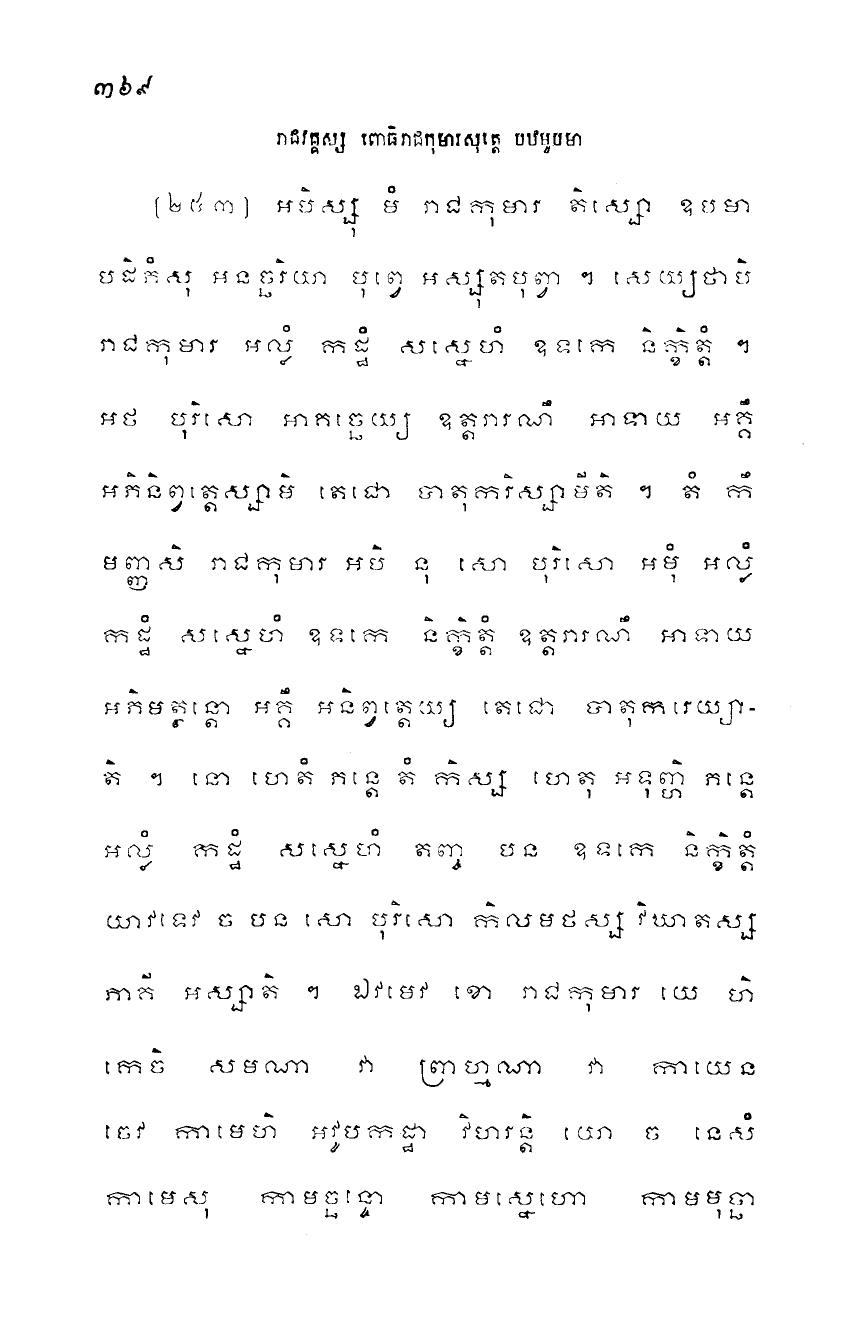 ៣៦៩
រាជវគ្គស្ស ពោធិរាជកុមារសុត្តេ បឋមូបមា
[២៥៣] អបិស្សុ មំ រាជកុមារ តិស្សោ ឧបមា
បដិភំសុ អនច្ឆរិយា បុព្វេ អស្សុតបុព្វា ។ សេយ្យថាបិ
រាជកុមារ អល្លំ កដ្ឋំ សស្នេហំ ឧទកេ និក្ខិត្តំ ។
អថ បុរិសោ អាគច្ឆេយ្យ ឧត្តរារណឹ អាទាយ អគ្គឹ
អភិនិព្វត្តេស្សាមិ តេជោ ធាតុករិស្សាមីតិ ។ តំ កឹ
មញ្ញសិ រាជកុមារ អបិ នុ សោ បុរិសោ អមុំ អល្លំ
កដ្ឋំ សស្នេហំ ឧទកេ និក្ខិត្តំ ឧត្តរារណឹ អាទាយ
អភិមត្ថន្តោ អគ្គឹ អនិព្វត្តេយ្យ តេជោ ធាតុករេយ្យា-
តិ ។ នោ ហេតំ ភន្តេ តំ កិស្ស ហេតុ អទុញ្ហិ ភន្តេ
អល្លំ កដ្ឋំ សស្នេហំ តញ្ច បន ឧទកេ និក្ខិត្តំ
យាវទេវ ច បន សោ បុរិសោ កិលមថស្ស វិឃាតស្ស
ភាគី អស្សាតិ ។ ឯវមេវ ខោ រាជកុមារ យេ ហិ
កេចិ សមណា វា ព្រាហ្មណា វា កាយេន
ចេវ កាមេហិ អវូបកដ្ឋា វិហរន្តិ យោ ច នេសំ
កាមេសុ កាមច្ឆន្ទោ កាមស្នេហោ កាមមុច្ឆា